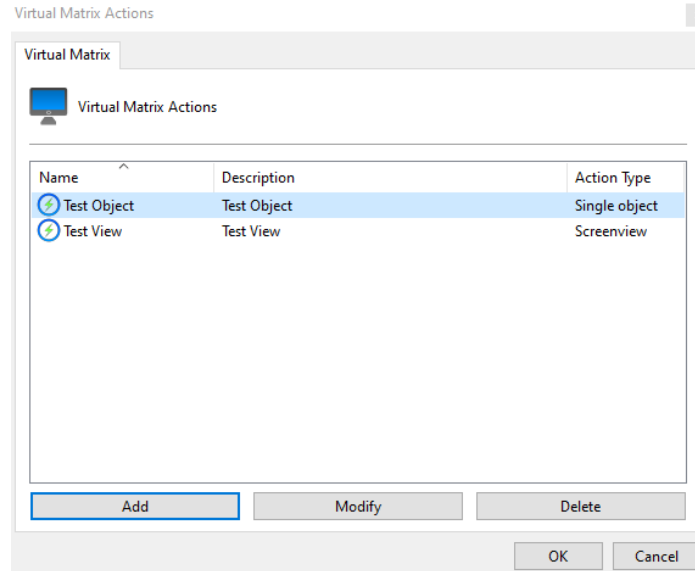 Virtual Matrix Actions
Virtual Matrix
Virtual Matrix Actions
Name Description Action Type
Test Object Test Object Single object
Test View Test View Screenview
Add Modify Delete
OK Cancel